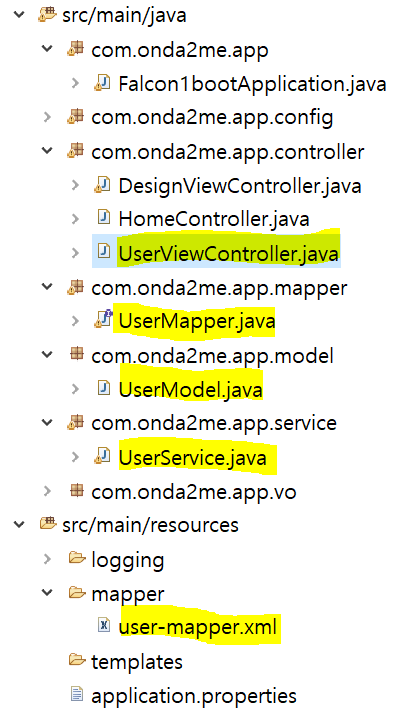 src/main/java
com.onda2me.app
Falcon1bootApplication.java
com.onda2me.app.config
com.onda2me.app.controller
DesignViewController.java
HomeController.java
UserViewController.java
com.onda2me.app.mapper
UserMapper.java
com.onda2me.app.model
UserModel.java
com.onda2me.app.service
UserService.java
com.onda2me.app.vo
src/main/resources
logging
mapper
user-mapper.xml
templates
application.properties